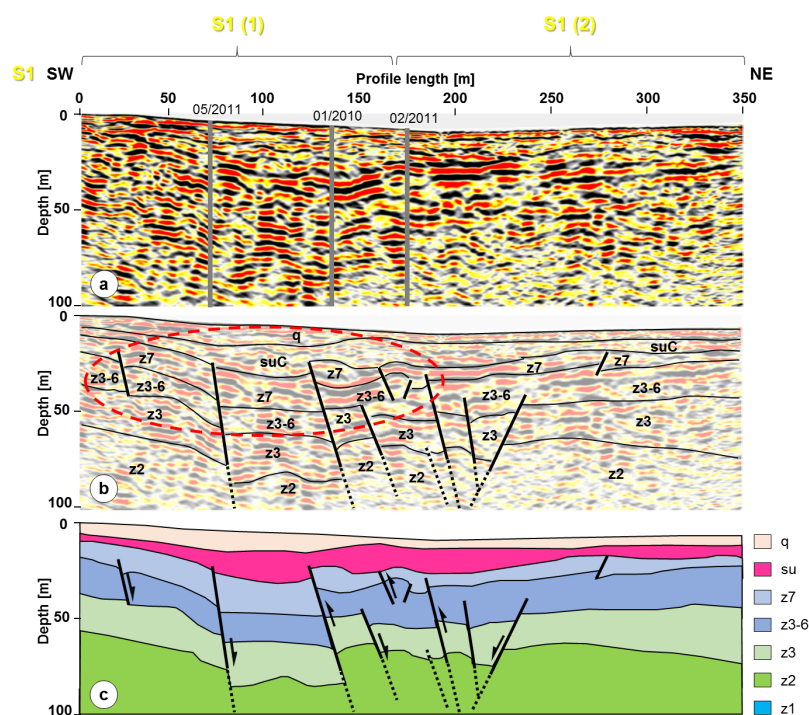 S1 (1) S1 (2)
S1 SW Profile length [m] NE
0 50 100 150 200 250 300 350
05/2011 01/2010 02/2011
0
50
100
Depth [m]
a
0
50
100
Depth [m]
q
suC
suC
z7
z7
z7
z7
z3-6
z3-6
z3-6
z3-6
z3-6
z3-6
z3
z3
z3
z3
z3
z3
z2
z2
z2
z2
z2
b
0
50
100
Depth [m]
c
q
su
z7
z3-6
z3
z2
z1